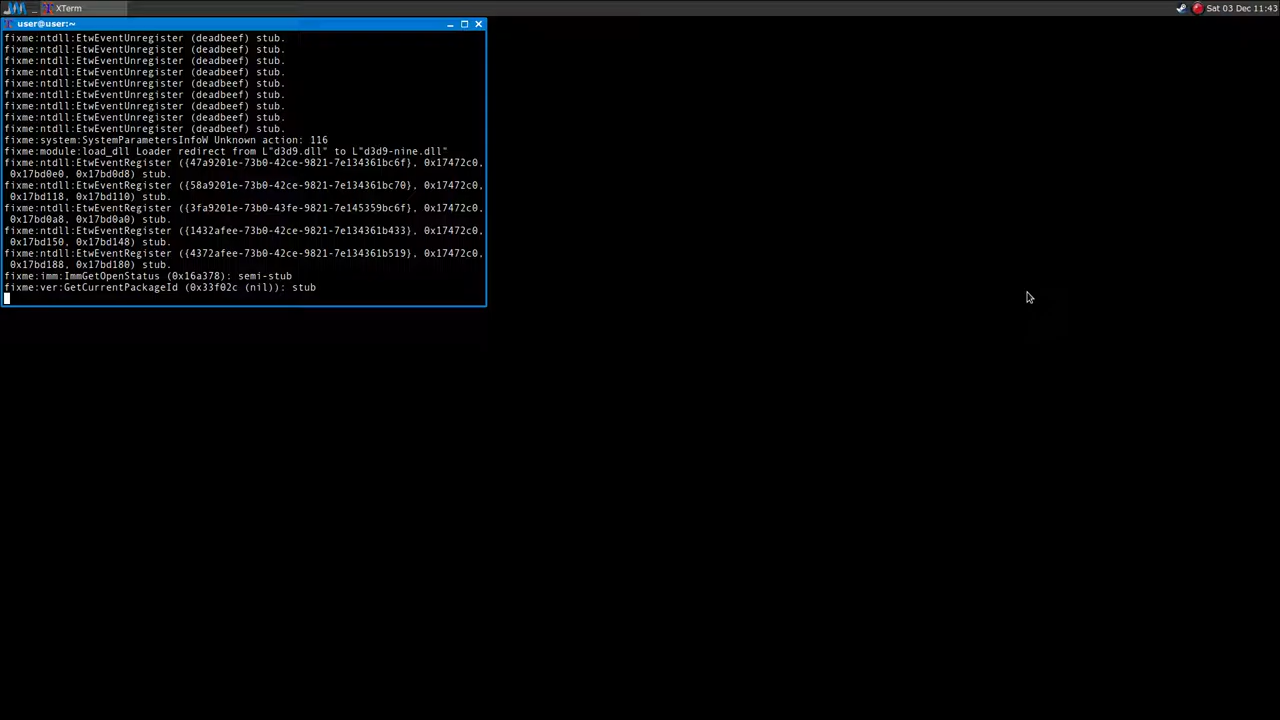 XTerm
Sat 03 Dec 11:43
user@user:~
fixme:ntdll:EtwEventUnregister (deadbeef) stub.
fixme:ntdll:EtwEventUnregister (deadbeef) stub.
fixme:ntdll:EtwEventUnregister (deadbeef) stub.
fixme:ntdll:EtwEventUnregister (deadbeef) stub.
fixme:ntdll:EtwEventUnregister (deadbeef) stub.
fixme:ntdll:EtwEventUnregister (deadbeef) stub.
fixme:ntdll:EtwEventUnregister (deadbeef) stub.
fixme:ntdll:EtwEventUnregister (deadbeef) stub.
fixme:ntdll:EtwEventUnregister (deadbeef) stub.
fixme:system:SystemParametersInfoW Unknown action: 116
fixme:module:load_dll Loader redirect from L"d3d9.dll" to L"d3d9-nine.dll"
fixme:ntdll:EtwEventRegister ({47a9201e-73b0-42ce-9821-7e134361bc6f}, 0x17472c0,
0x17bd0e0, 0x17bd0d8) stub.
fixme:ntdll:EtwEventRegister ({58a9201e-73b0-42ce-9821-7e134361bc70}, 0x17472c0,
0x17bd118, 0x17bd110) stub.
fixme:ntdll:EtwEventRegister ({3fa9201e-73b0-43fe-9821-7e145359bc6f}, 0x17472c0,
0x17bd0a8, 0x17bd0a0) stub.
fixme:ntdll:EtwEventRegister ({1432afee-73b0-42ce-9821-7e134361b433}, 0x17472c0,
0x17bd150, 0x17bd148) stub.
fixme:ntdll:EtwEventRegister ({4372afee-73b0-42ce-9821-7e134361b519}, 0x17472c0,
0x17bd188, 0x17bd180) stub.
fixme:imm:ImmGetOpenStatus (0x16a378): semi-stub
fixme:ver:GetCurrentPackageId (0x33f02c (nil)): stub